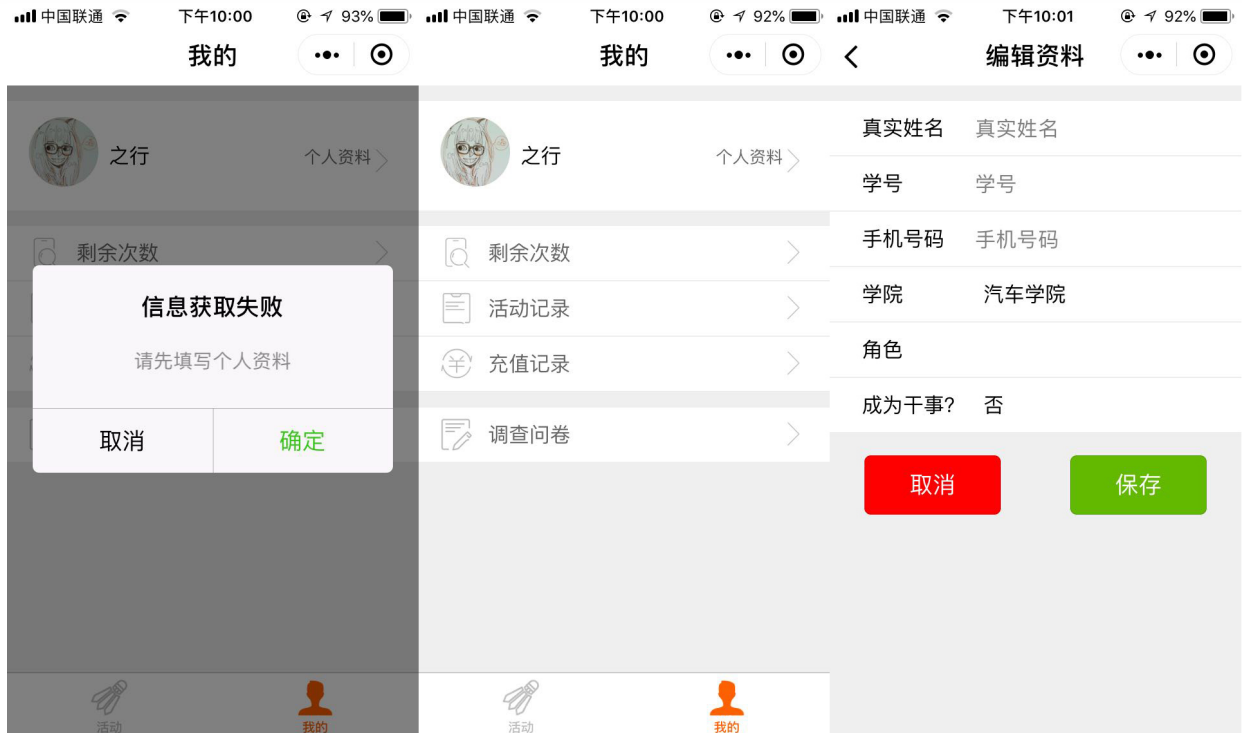 中国联通 下午10:00 93%
我的
之行 个人资料
剩余次数
信息获取失败
请先填写个人资料
取消 确定
活动 我的
中国联通 下午10:00 92%
我的
之行 个人资料
剩余次数
活动记录
充值记录
调查问卷
活动 我的
中国联通 下午10:01 92%
编辑资料
真实姓名 真实姓名
学号 学号
手机号码 手机号码
学院 汽车学院
角色
成为干事? 否
取消 保存